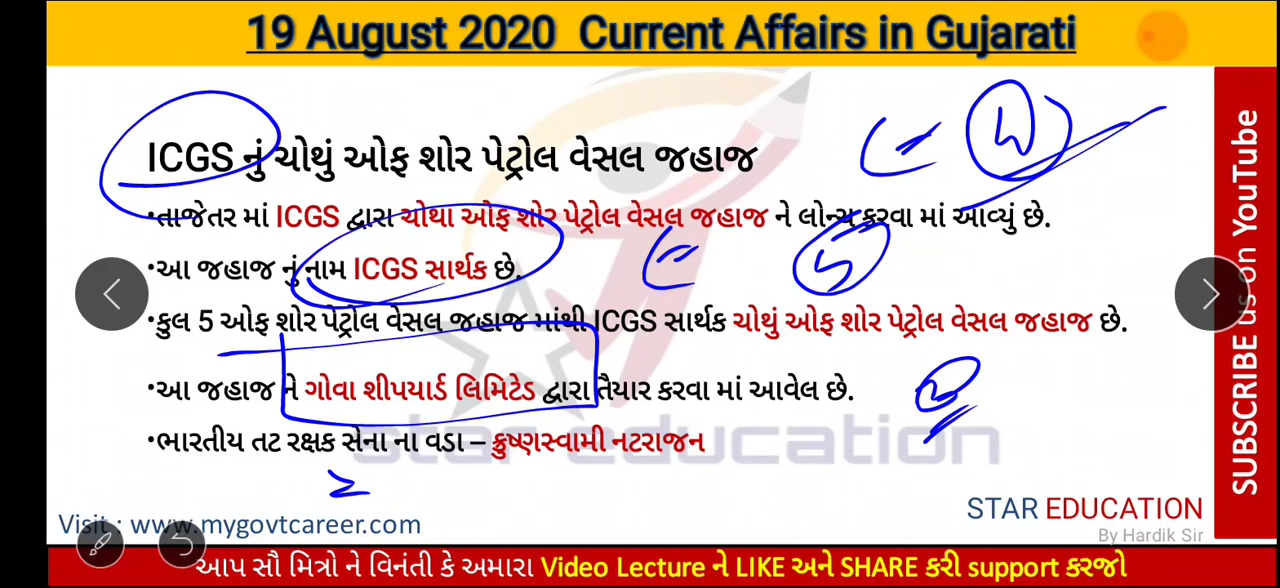 19 August 2020 Current Affairs in Gujarati
ICGS નું ચોથું ઓફ શોર પેટ્રોલ વેસલ જહાજ
•તાજેતર માં ICGS દ્વારા ચોથા ઓફ શોર પેટ્રોલ વેસલ જહાજ ને લોન્ચ કરવા માં આવ્યું છે.
•આ જહાજ નું નામ ICGS સાર્થક છે.
•કુલ 5 ઓફ શોર પેટ્રોલ વેસલ જહાજ માંથી ICGS સાર્થક ચોથું ઓફ શોર પેટ્રોલ વેસલ જહાજ છે.
•આ જહાજ ને ગોવા શીપયાર્ડ લિમિટેડ દ્વારા તૈયાર કરવા માં આવેલ છે.
•ભારતીય તટ રક્ષક સેના ના વડા – ક્રુષ્ણસ્વામી નટરાજન
star education
STAR EDUCATION
By Hardik Sir
Visit : www.mygovtcareer.com
આપ સૌ મિત્રો ને વિનંતી કે અમારા Video Lecture ને LIKE અને SHARE કરી support કરજો
SUBSCRIBE us on YouTube